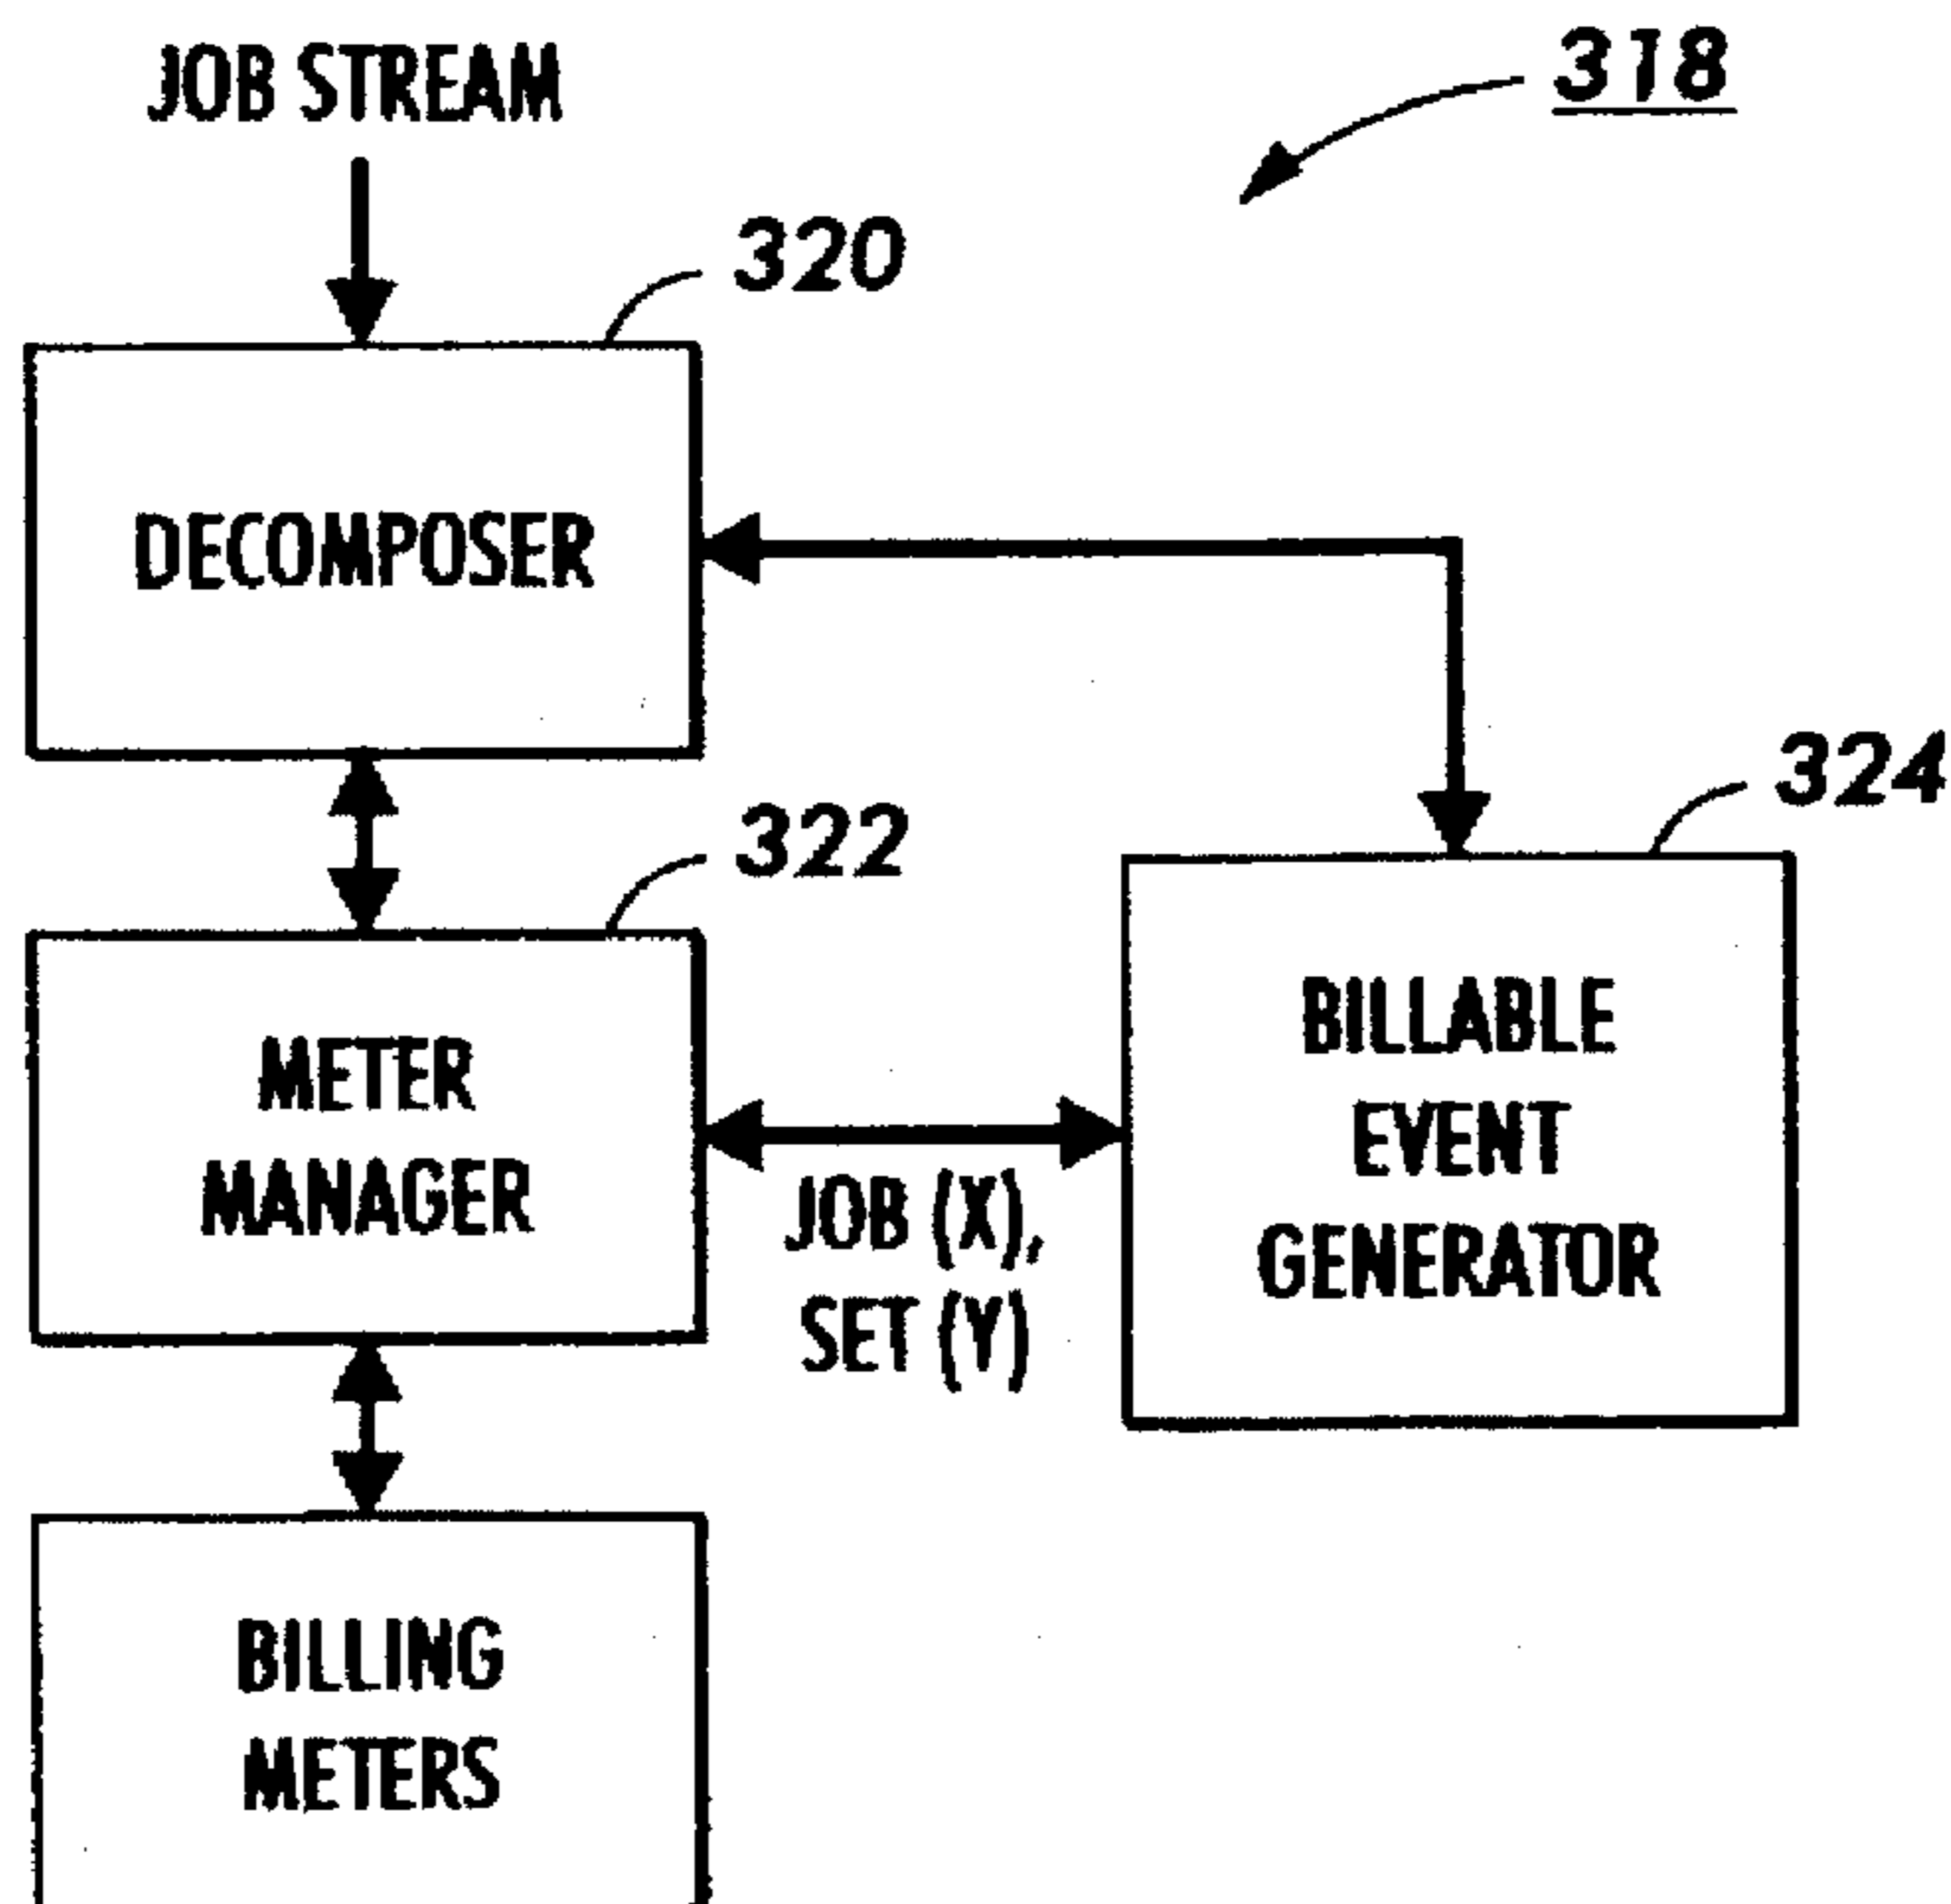 JOB STREAM
318
320
DECOMPOSER
324
322
METER
MANAGER
JOB (X),
SET (Y)
BILLABLE
EVENT
GENERATOR
BILLING
METERS